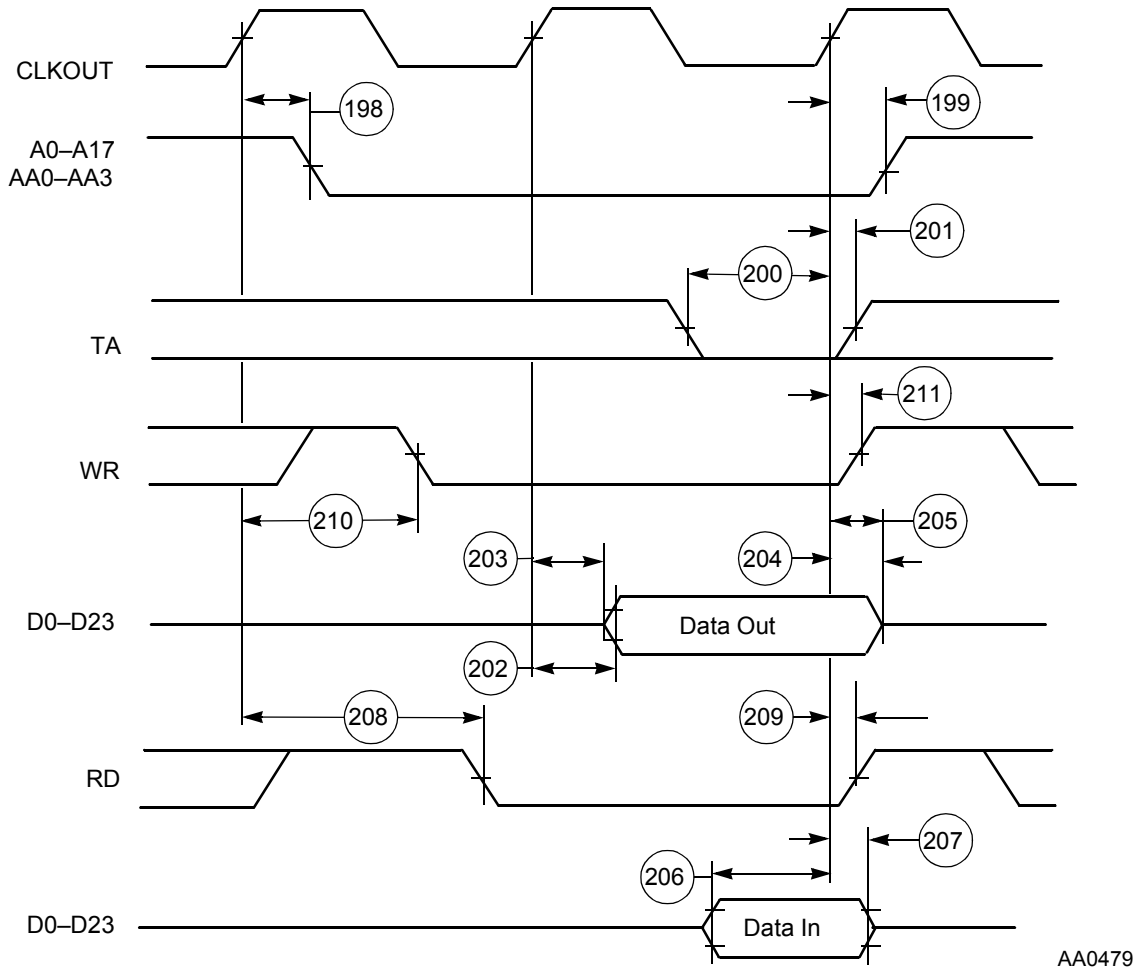 CLKOUT
198
199
A0–A17
AA0–AA3
201
200
TA
211
WR
210
205
203
204
D0–D23
Data Out
202
208
209
RD
207
206
D0–D23
Data In
AA0479